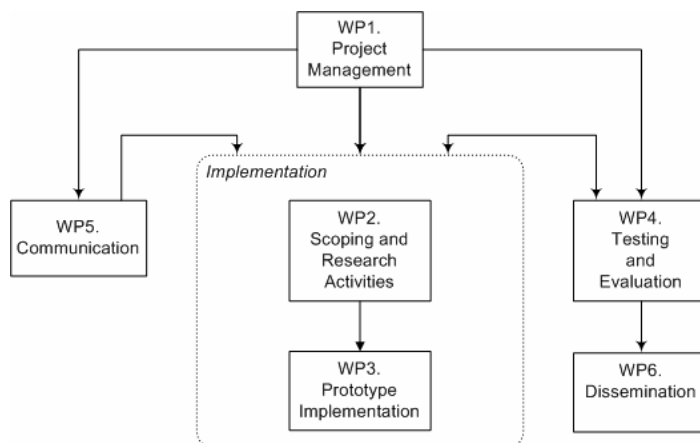 WP1.
Project
Management
Implementation
WP5.
Communication
WP2.
Scoping and
Research
Activities
WP4.
Testing
and
Evaluation
WP3.
Prototype
Implementation
WP6.
Dissemination